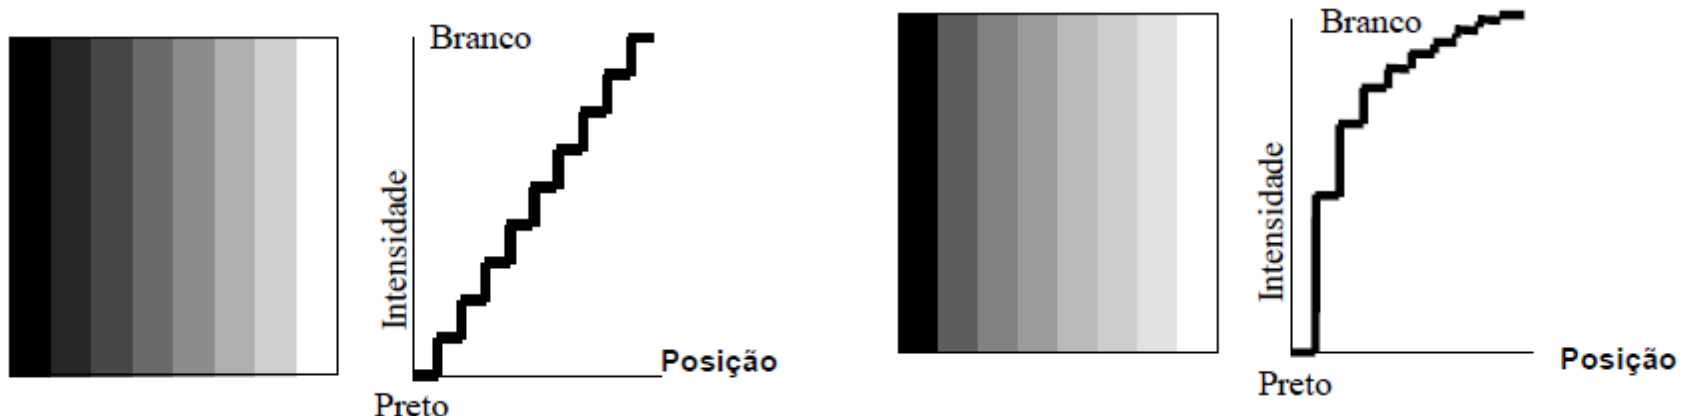 Branco
Intensidade
Posição
Preto
Branco
Intensidade
Posição
Preto